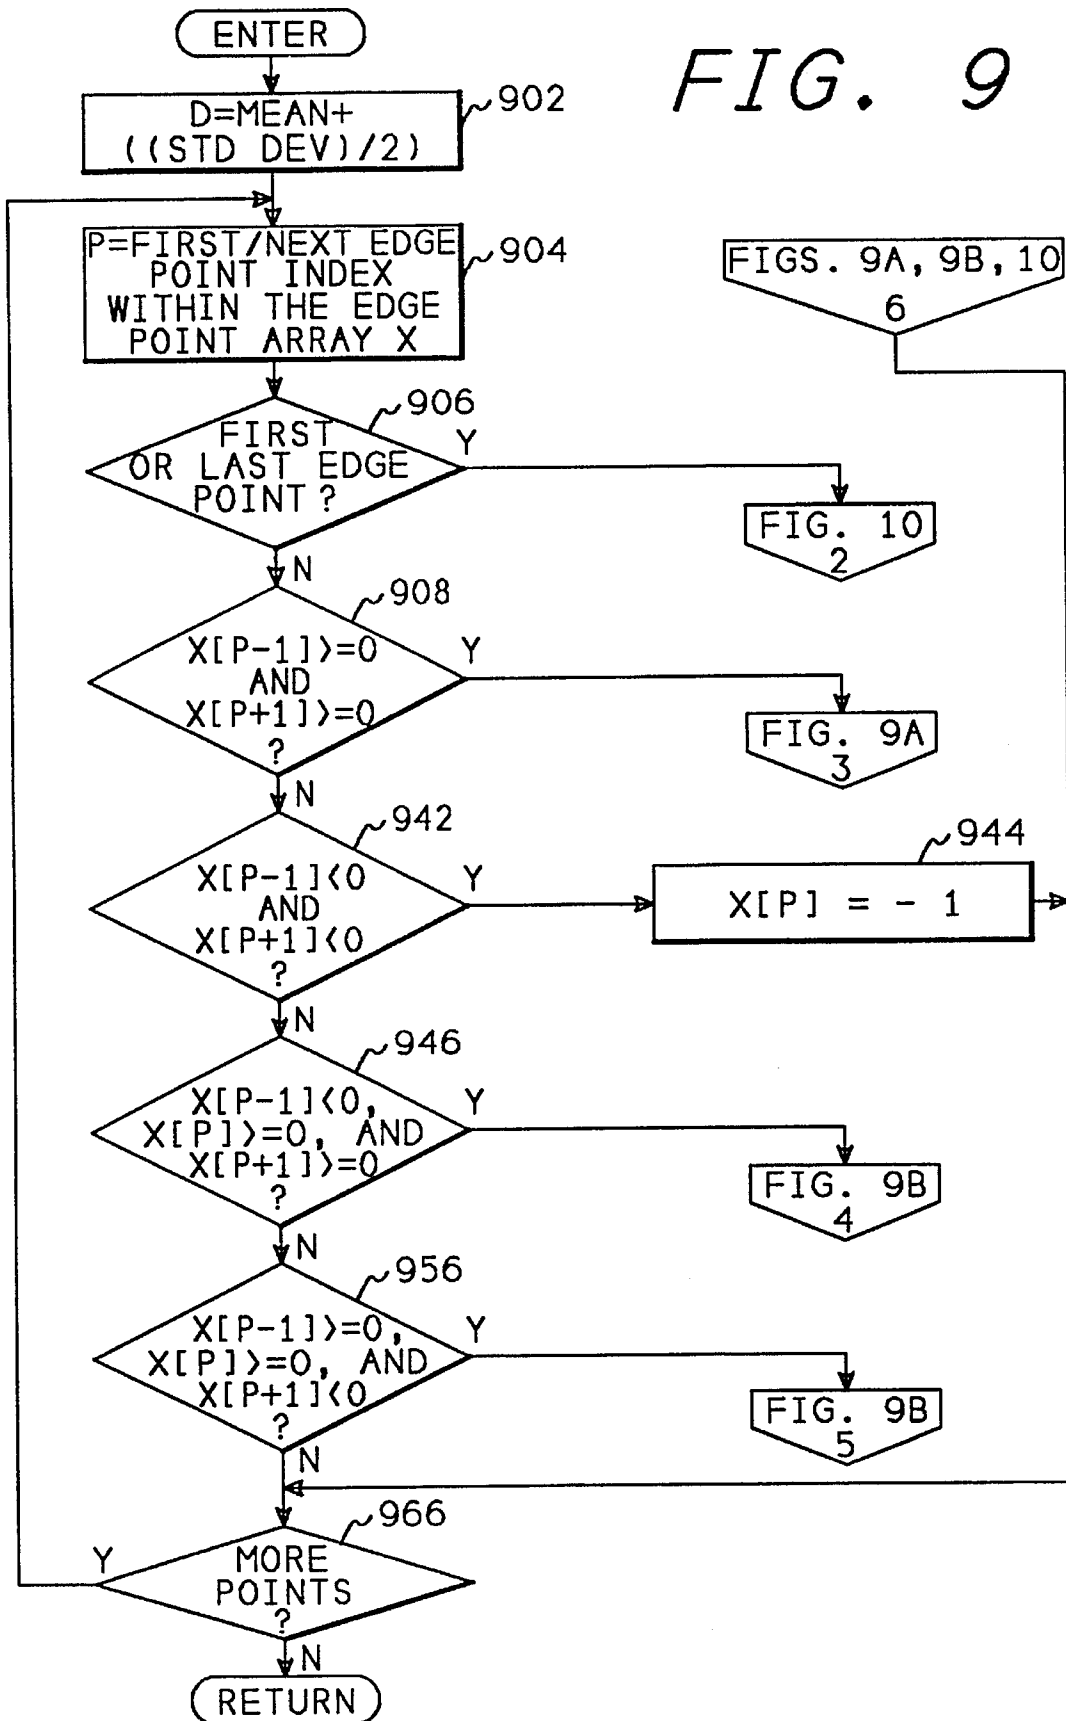 ENTER
FIG. 9
D=MEAN+
((STD DEV)/2)
902
P=FIRST/NEXT EDGE
POINT INDEX
WITHIN THE EDGE
POINT ARRAY X
904
FIGS. 9A, 9B, 10
6
906
FIRST
OR LAST EDGE
POINT?
Y
FIG. 10
2
N
908
X[P-1]>=0
AND
X[P+1]>=0
?
Y
FIG. 9A
3
N
942
X[P-1]<0
AND
X[P+1]<0
?
Y
944
X[P] = - 1
N
946
X[P-1]<0,
X[P]>=0, AND
X[P+1]>=0
?
Y
FIG. 9B
4
N
956
X[P-1]>=0,
X[P]>=0, AND
X[P+1]<0
?
Y
FIG. 9B
5
N
966
Y
MORE
POINTS
?
N
RETURN